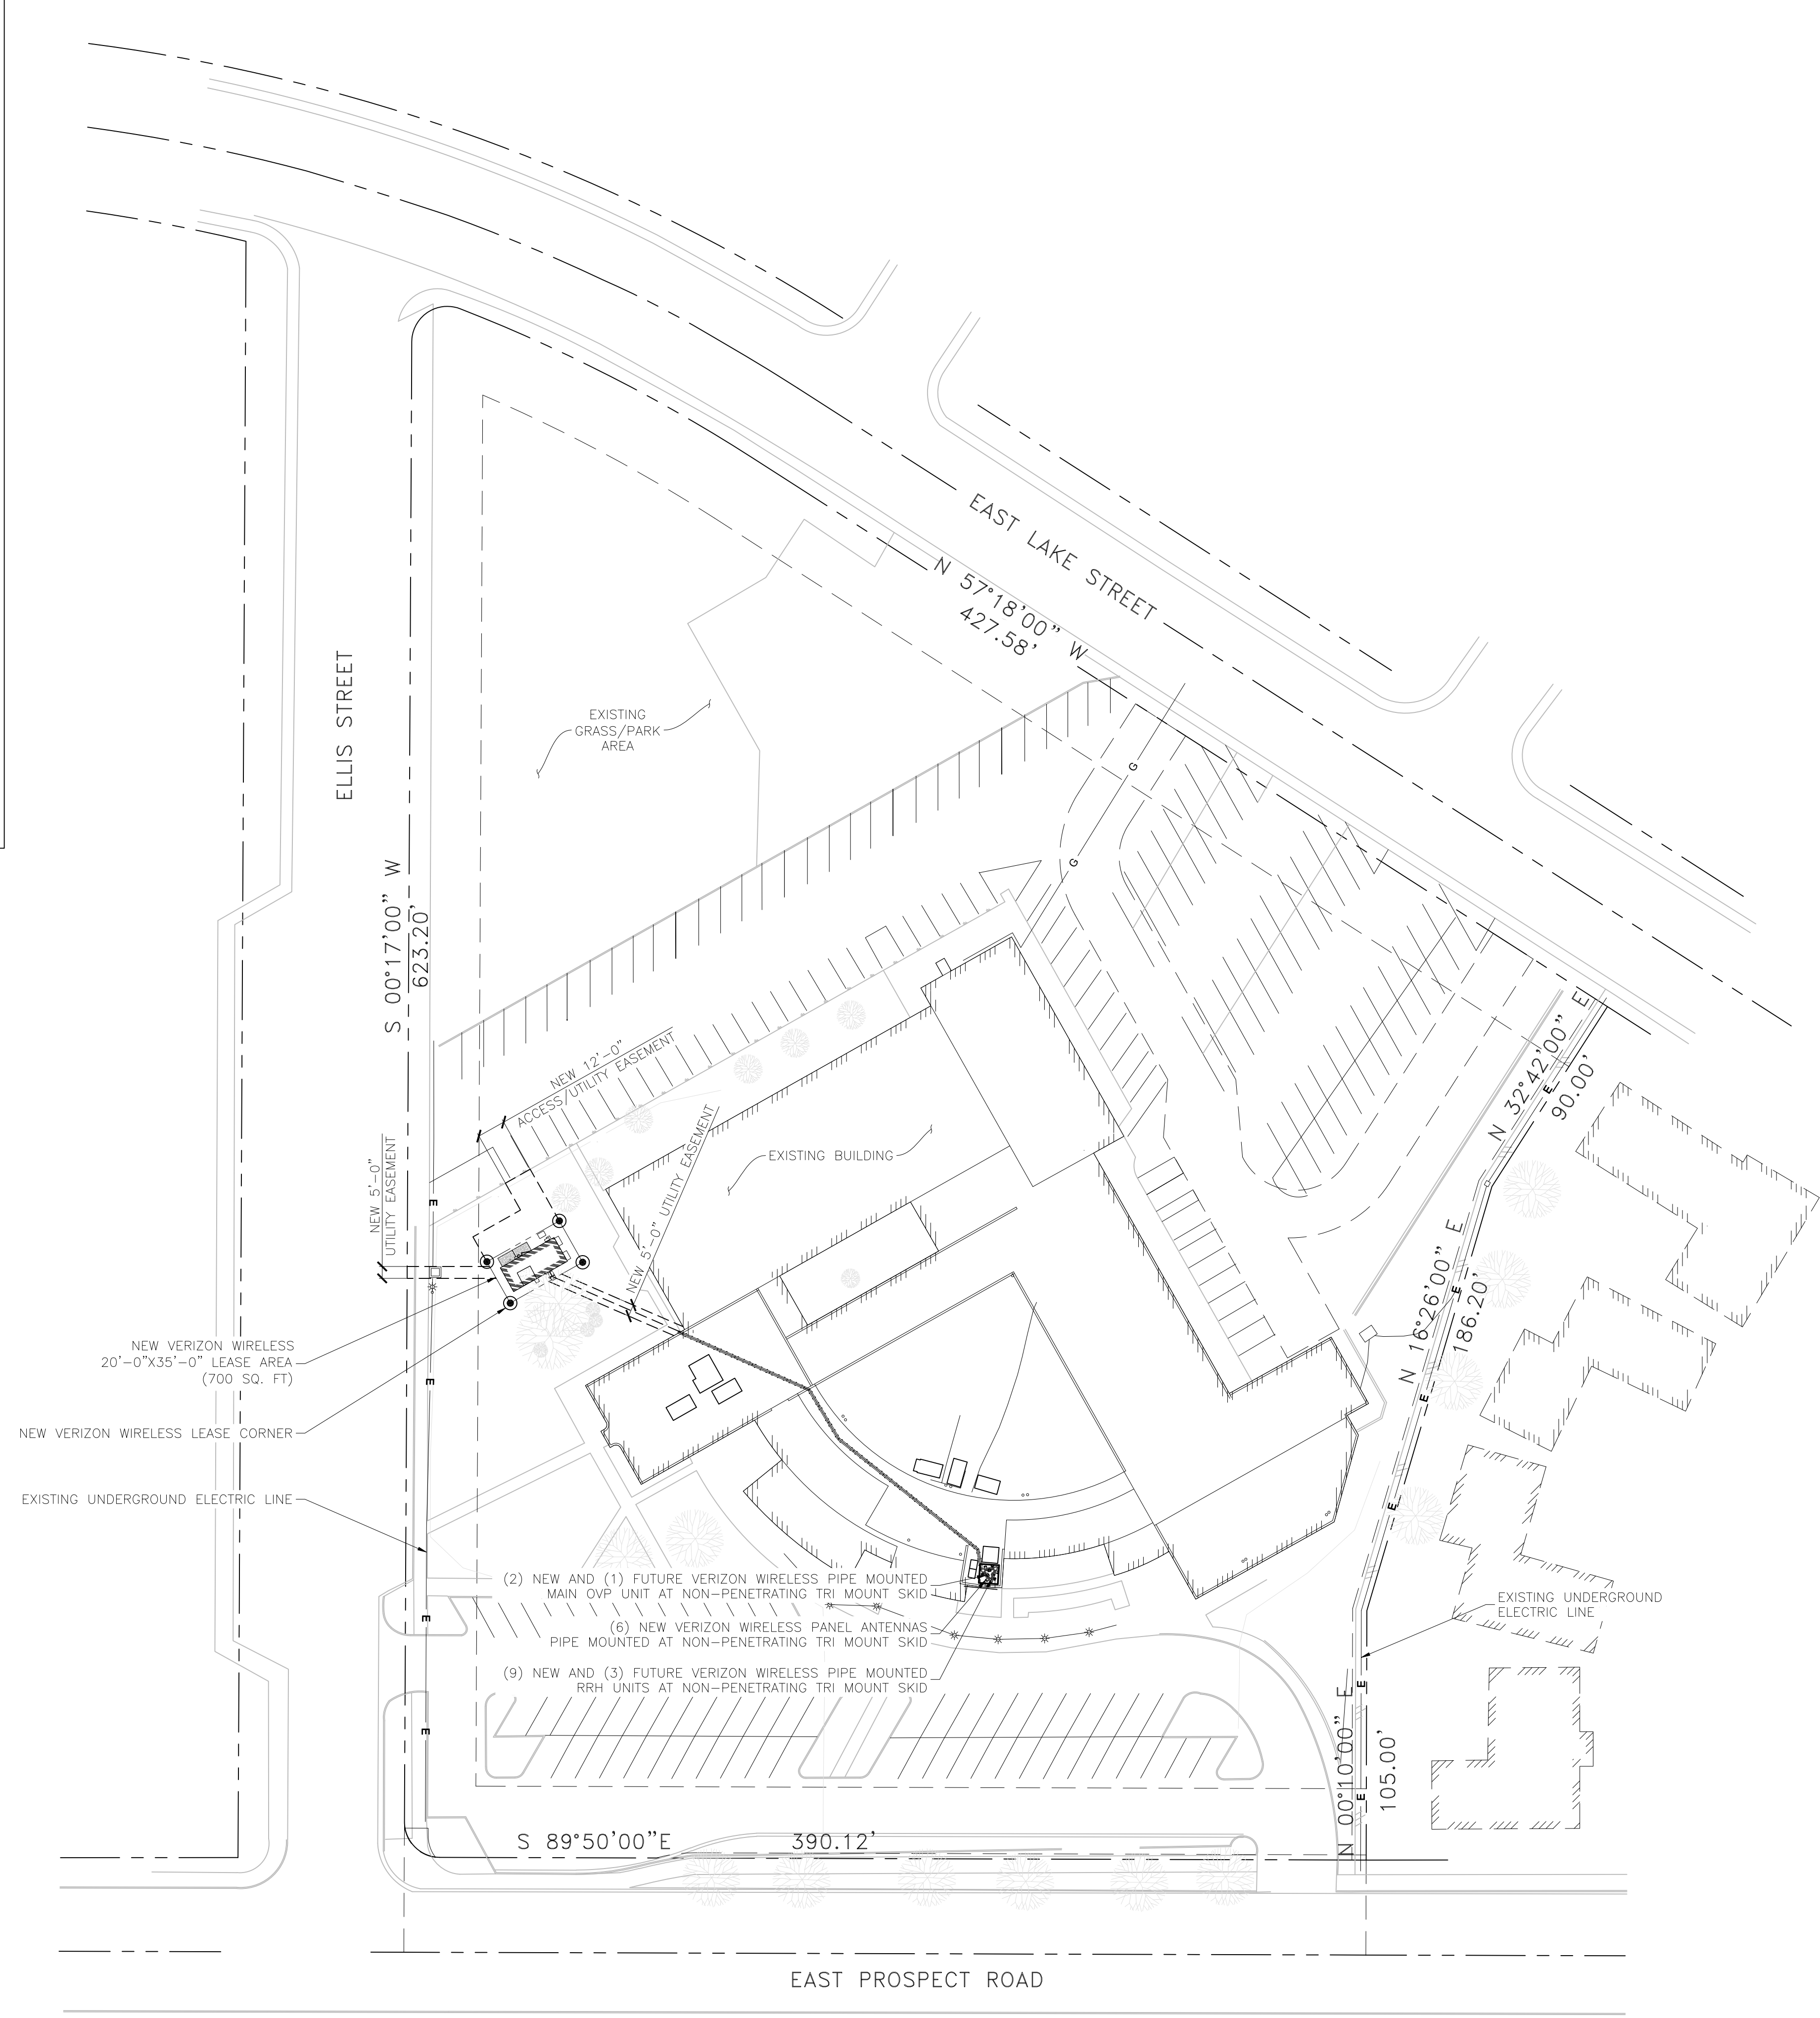 EAST LAKE STREET
N 57°18'00" W
427.58'
ELLIS STREET
EXISTING
GRASS/PARK
AREA
G
G
S 00°17'00" W
623.20'
NEW 12'-0"
ACCESS/UTILITY EASEMENT
NEW 5'-0" UTILITY EASEMENT
EXISTING BUILDING
NEW 5'-0"
UTILITY EASEMENT
N 32°42'00" E
90.00'
N 16°26'00" E
186.20'
E
E
E
E
E
E
E
E
E
E
NEW VERIZON WIRELESS
20'-0"X35'-0" LEASE AREA
(700 SQ. FT)
NEW VERIZON WIRELESS LEASE CORNER
EXISTING UNDERGROUND ELECTRIC LINE
(2) NEW AND (1) FUTURE VERIZON WIRELESS PIPE MOUNTED
MAIN OVP UNIT AT NON-PENETRATING TRI MOUNT SKID
(6) NEW VERIZON WIRELESS PANEL ANTENNAS
PIPE MOUNTED AT NON-PENETRATING TRI MOUNT SKID
(9) NEW AND (3) FUTURE VERIZON WIRELESS PIPE MOUNTED
RRH UNITS AT NON-PENETRATING TRI MOUNT SKID
EXISTING UNDERGROUND
ELECTRIC LINE
N 00°10'00" E
105.00'
S 89°50'00"E 390.12'
EAST PROSPECT ROAD